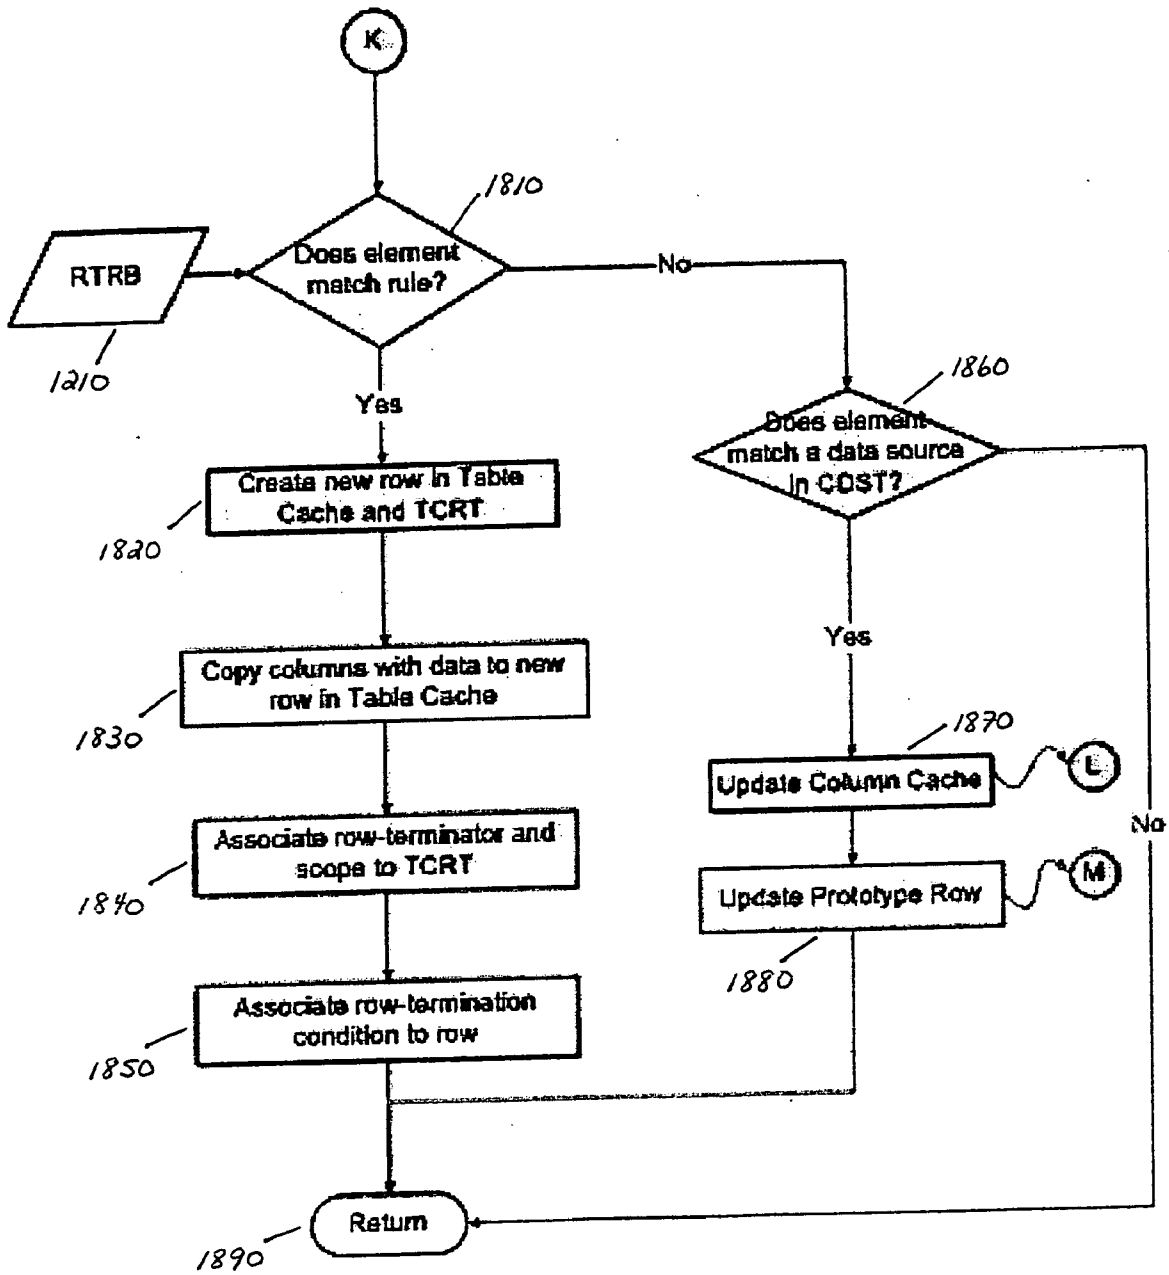 K
1810
Does element
match rule?
RTRB
1210
No
Yes
1860
Does element
match a data source
in CDST?
Create new row in Table
Cache and TCRT
1820
Yes
Copy columns with data to new
row in Table Cache
1830
1870
Update Column Cache
L
No
Associate row-terminator and
scope to TCRT
1840
Update Prototype Row
M
1880
Associate row-termination
condition to row
1850
Return
1890